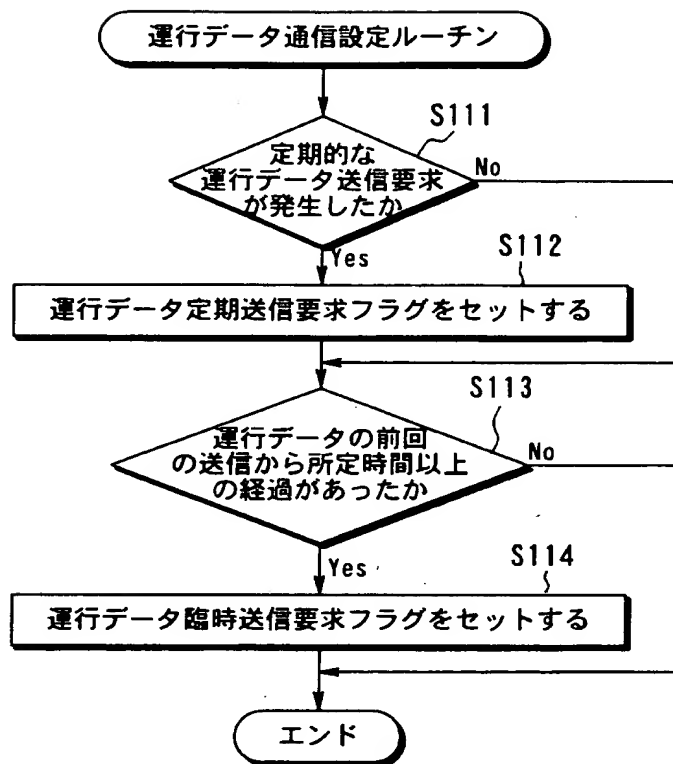 運行データ通信設定ルーチン
S111
定期的な
運行データ送信要求
が発生したか
No
Yes
S112
運行データ定期送信要求フラグをセットする
S113
運行データの前回
の送信から所定時間以上
の経過があったか
No
Yes
S114
運行データ臨時送信要求フラグをセットする
エンド